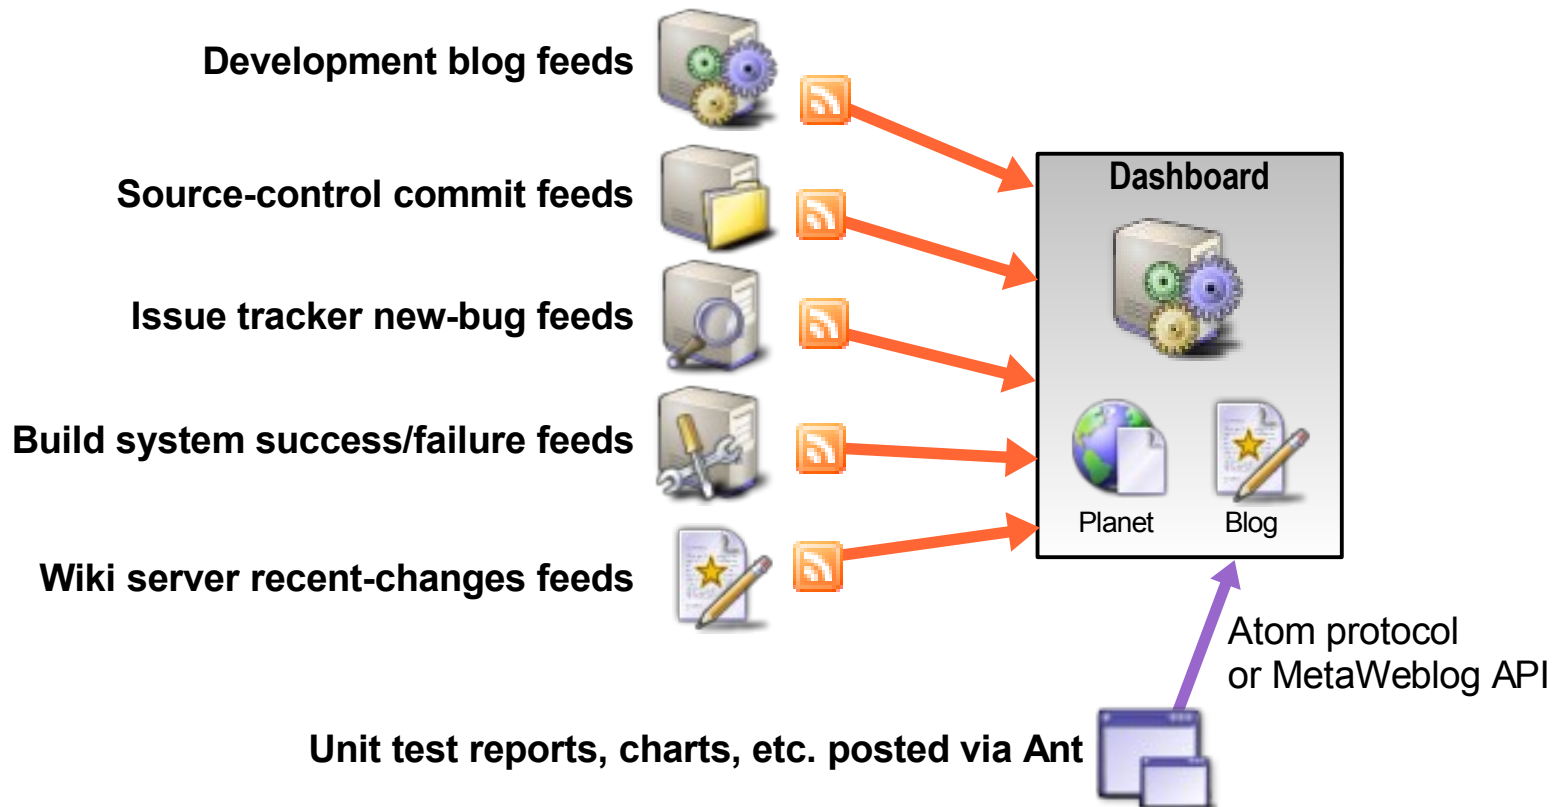 Development blog feeds
Source-control commit feeds
Dashboard
Issue tracker new-bug feeds
Build system success/failure feeds
Planet
Blog
Wiki server recent-changes feeds
Atom protocol
or MetaWeblog API
Unit test reports, charts, etc. posted via Ant